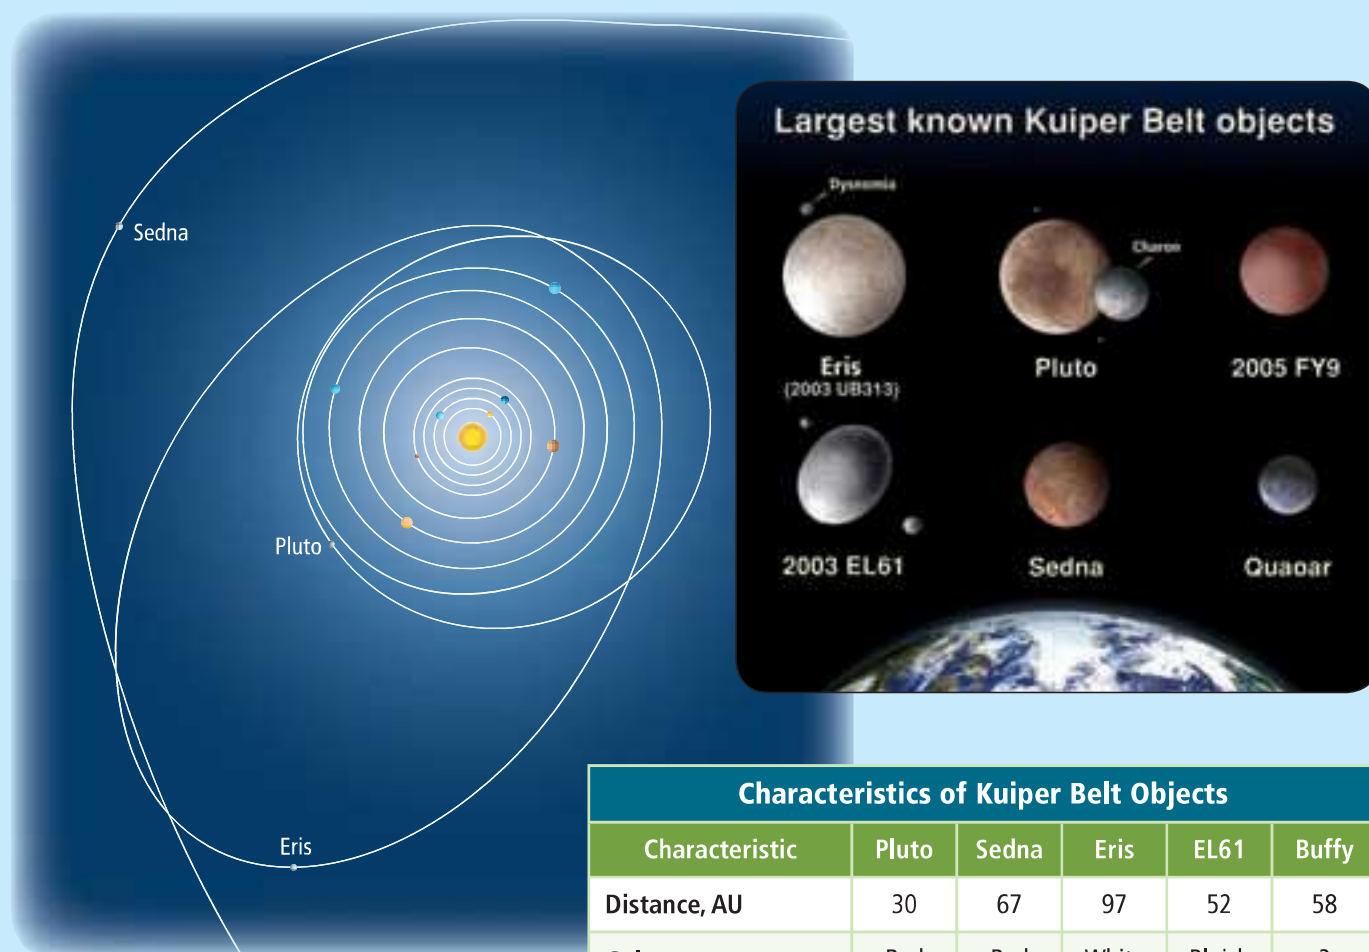 Sedna
Pluto
Eris
Largest known Kuiper Belt objects
Dysnomia
Charon
Eris
(2003 UB313)
Pluto
2005 FY9
2003 EL61
Sedna
Quaoar
Characteristics of Kuiper Belt Objects
Characteristic Pluto Sedna Eris EL61 Buffy
Distance, AU 30 67 97 52 58